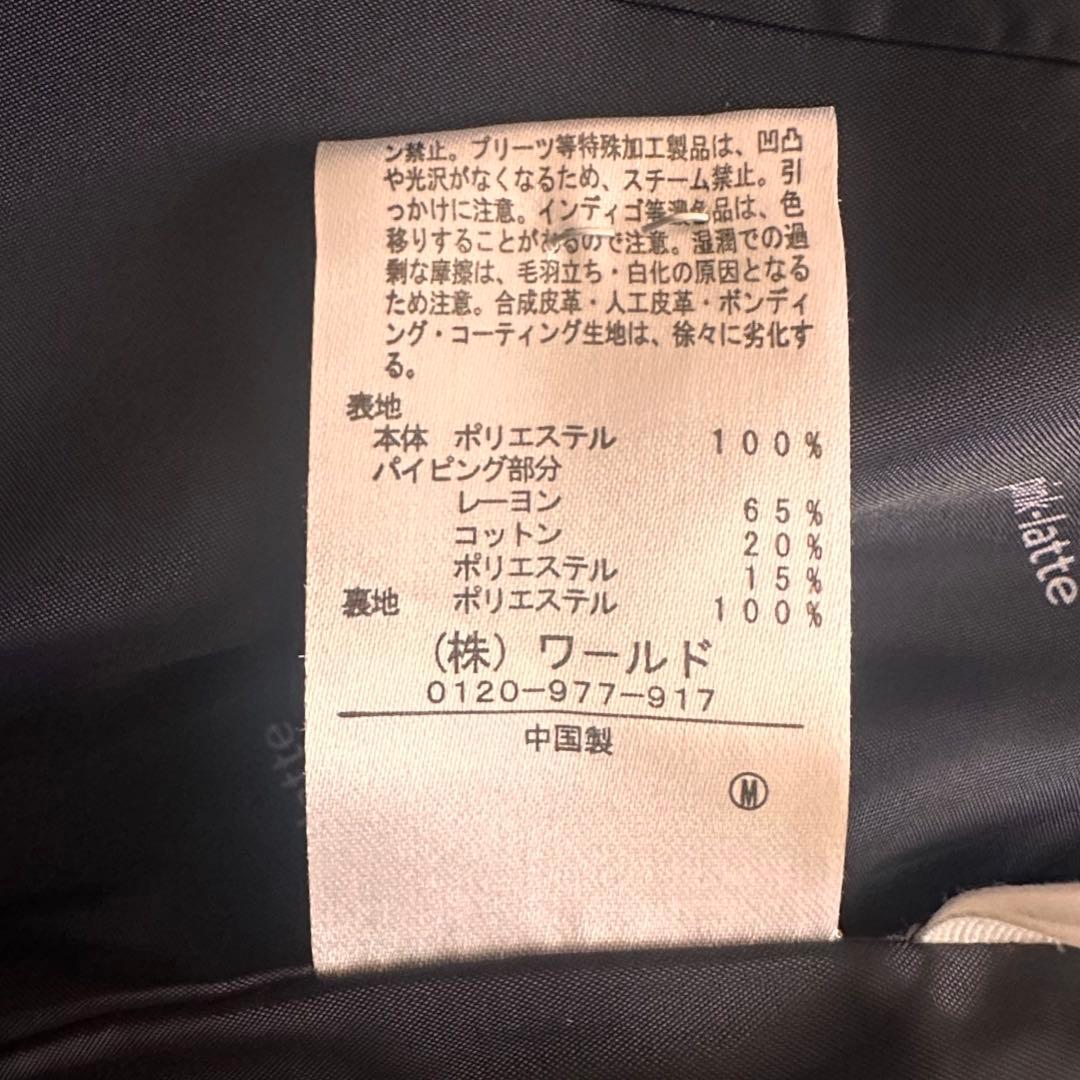 ン禁止。プリーツ等特殊加工製品は、凹凸
や光沢がなくなるため、スチーム禁止。引
っかけに注意。インディゴ等濃色品は、色
移りすることがあるので注意。湿潤での過
剰な摩擦は、毛羽立ち・白化の原因となる
ため注意。合成皮革・人工皮革・ボンディ
ング・コーティング生地は、徐々に劣化す
る。
表地
本体 ポリエステル 100%
パイピング部分
レーヨン 65%
コットン 20%
ポリエステル 15%
裏地 ポリエステル 100%
(株)ワールド
0120-977-917
中国製
Ⓜ
pink-latte